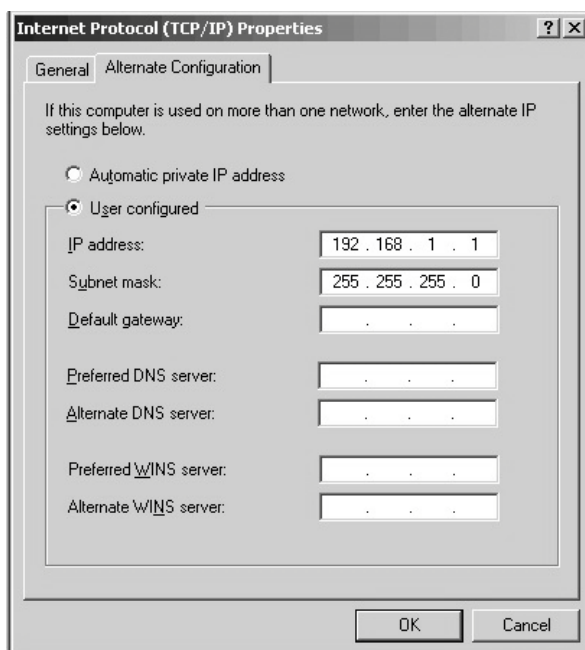 Internet Protocol (TCP/IP) Properties
General
Alternate Configuration
If this computer is used on more than one network, enter the alternate IP
settings below.
Automatic private IP address
User configured
IP address: 192 . 168 . 1 . 1
Subnet mask: 255 . 255 . 255 . 0
Default gateway: . . .
Preferred DNS server: . . .
Alternate DNS server: . . .
Preferred WINS server: . . .
Alternate WINS server: . . .
OK
Cancel